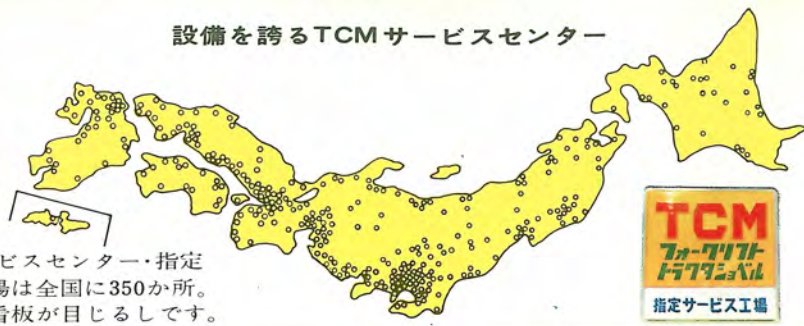 設備を誇るTCMサービスセンター
ビスセンター・指定
場は全国に350か所。
看板が目じるしです。
TCM
フォークリフト
トラクタショベル
指定サービス工場